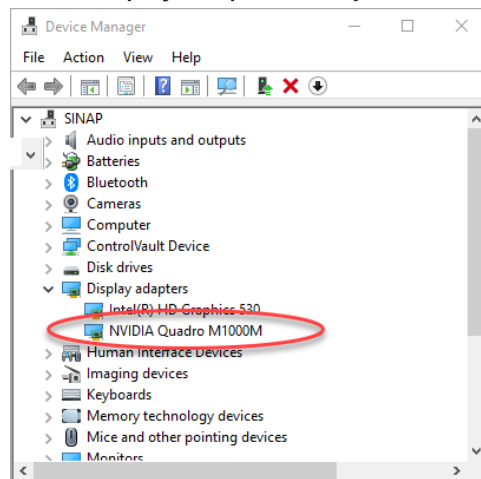 Device Manager
File Action View Help
SINAP
Audio inputs and outputs
Batteries
Bluetooth
Cameras
Computer
ControlVault Device
Disk drives
Display adapters
Intel(R) HD Graphics 530
NVIDIA Quadro M1000M
Human Interface Devices
Imaging devices
Keyboards
Memory technology devices
Mice and other pointing devices
Monitors